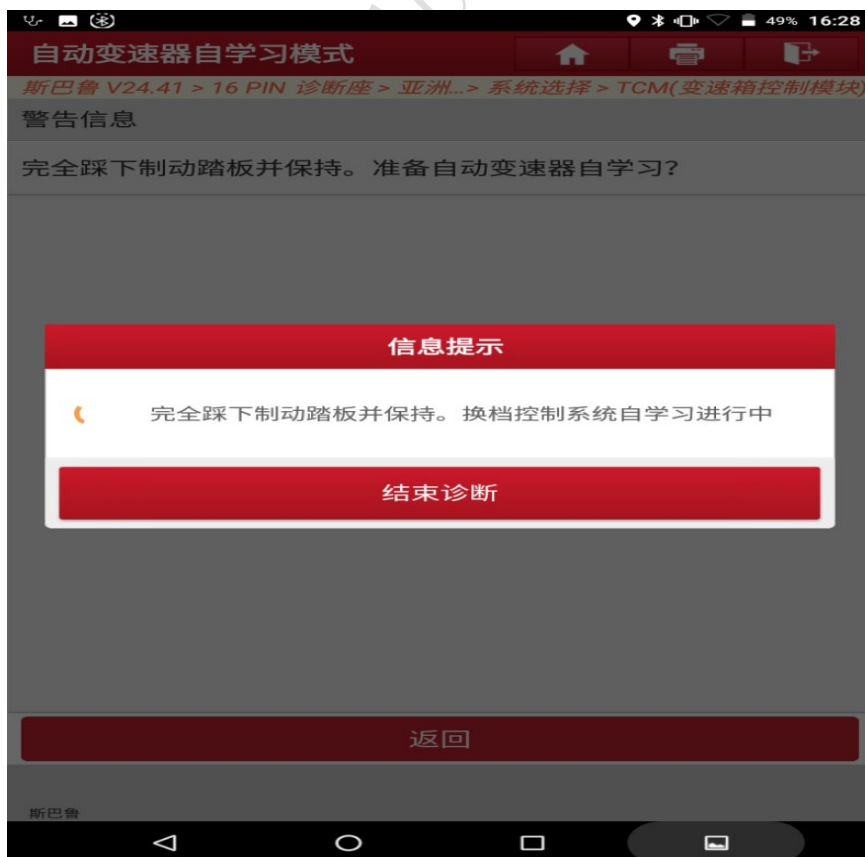 49% 16:28
自动变速器自学习模式
斯巴鲁 V24.41 > 16 PIN 诊断座 > 亚洲...> 系统选择 > TCM(变速箱控制模块)
警告信息
完全踩下制动踏板并保持。准备自动变速器自学习?
信息提示
完全踩下制动踏板并保持。换档控制系统自学习进行中
结束诊断
返回
斯巴鲁